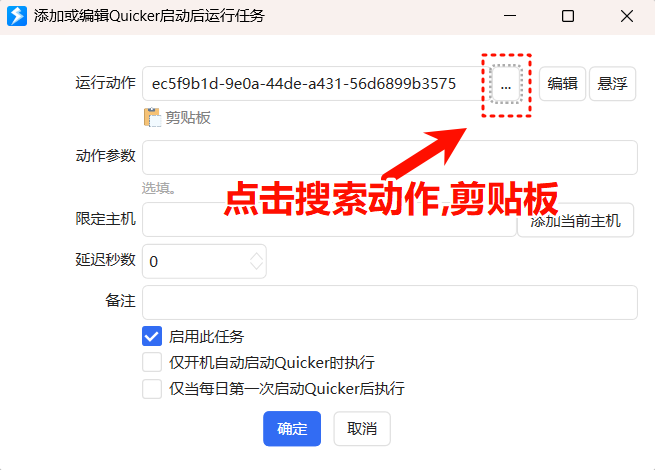 添加或编辑Quicker启动后运行任务
运行动作 ec5f9b1d-9e0a-44de-a431-56d6899b3575 ... 编辑 悬浮
剪贴板
动作参数
选填。
点击搜索动作,剪贴板
限定主机 添加当前主机
延迟秒数 0
备注
启用此任务
仅开机自动启动Quicker时执行
仅当每日第一次启动Quicker后执行
确定 取消